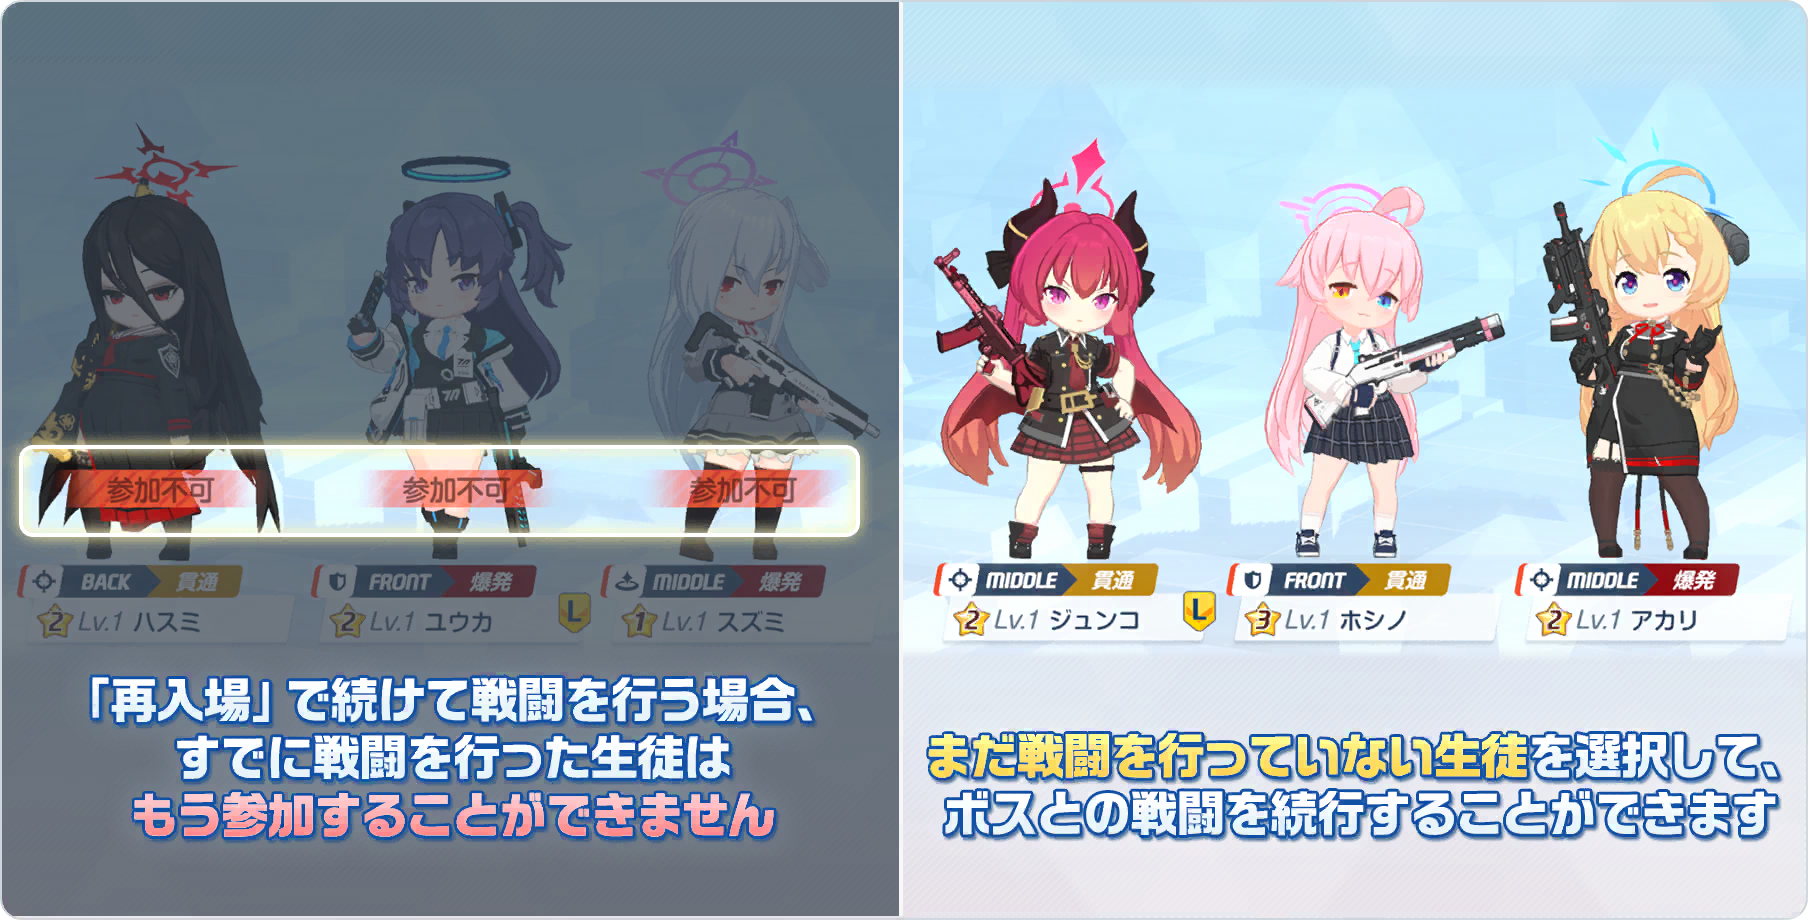 参加不可
参加不可
参加不可
BACK 貫通
2 Lv.1 ハスミ
FRONT 爆発
2 Lv.1 ユウカ
L
MIDDLE 爆発
1 Lv.1 スズミ
「再入場」で続けて戦闘を行う場合、
すでに戦闘を行った生徒は
もう参加することができません
MIDDLE 貫通
2 Lv.1 ジュンコ
L
FRONT 貫通
3 Lv.1 ホシノ
MIDDLE 爆発
2 Lv.1 アカリ
まだ戦闘を行っていない生徒を選択して、
ボスとの戦闘を続行することができます